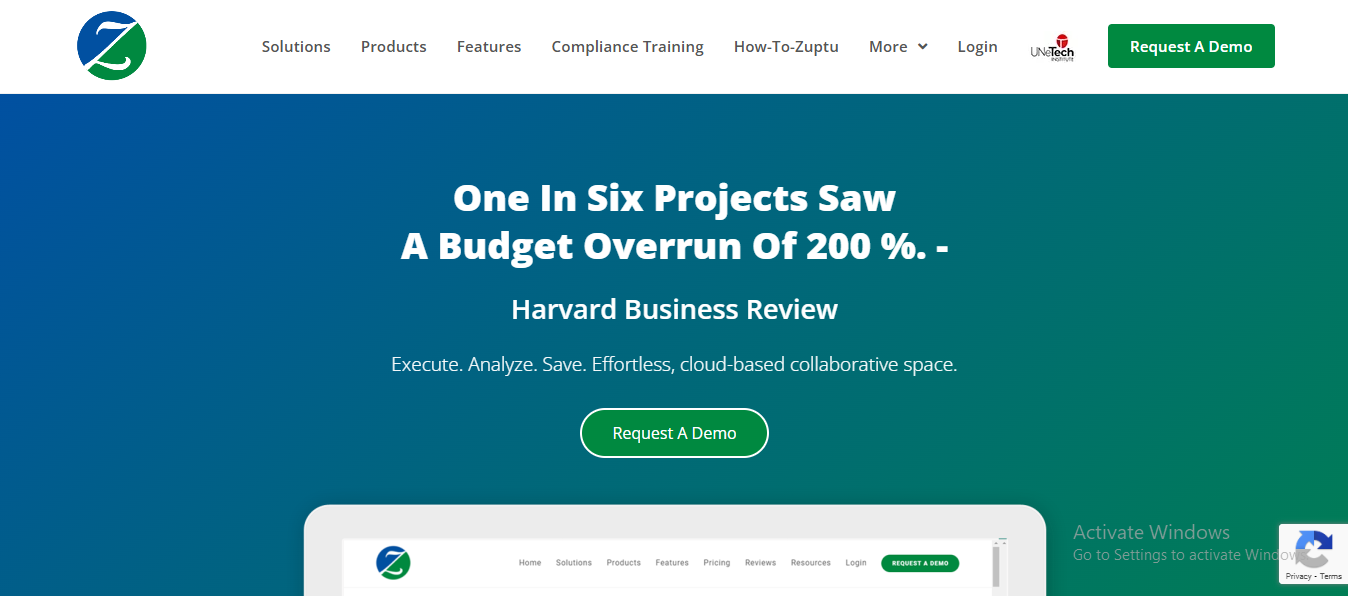 Z
Solutions
Products
Features
Compliance Training
How-To-Zuptu
More
Login
UNeTech
INSTITUTE
Request A Demo
One In Six Projects Saw
A Budget Overrun Of 200 %. -
Harvard Business Review
Execute. Analyze. Save. Effortless, cloud-based collaborative space.
Request A Demo
Z
Home
Solutions
Products
Features
Pricing
Reviews
Resources
Login
REQUEST A DEMO
Activate Windows
Go to Settings to activate Windows
Privacy - Terms